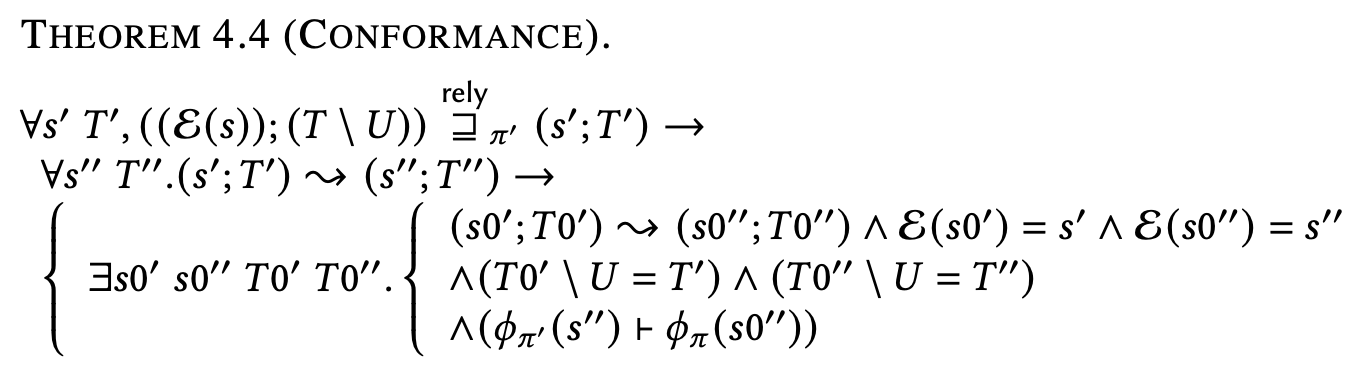 THEOREM 4.4 (CONFORMANCE).
rely
∀s′ T′, ((ℰ(s)); (T \ U)) ⊒π′ (s′; T′) →
∀s′′ T′′.(s′; T′) ⇝ (s′′; T′′) →
(s0′; T0′) ⇝ (s0′′; T0′′) ∧ ℰ(s0′) = s′ ∧ ℰ(s0′′) = s′′
∃s0′ s0′′ T0′ T0′′. ∧(T0′ \ U = T′) ∧ (T0′′ \ U = T′′)
∧(ϕπ′(s′′) ⊢ ϕπ(s0′′))